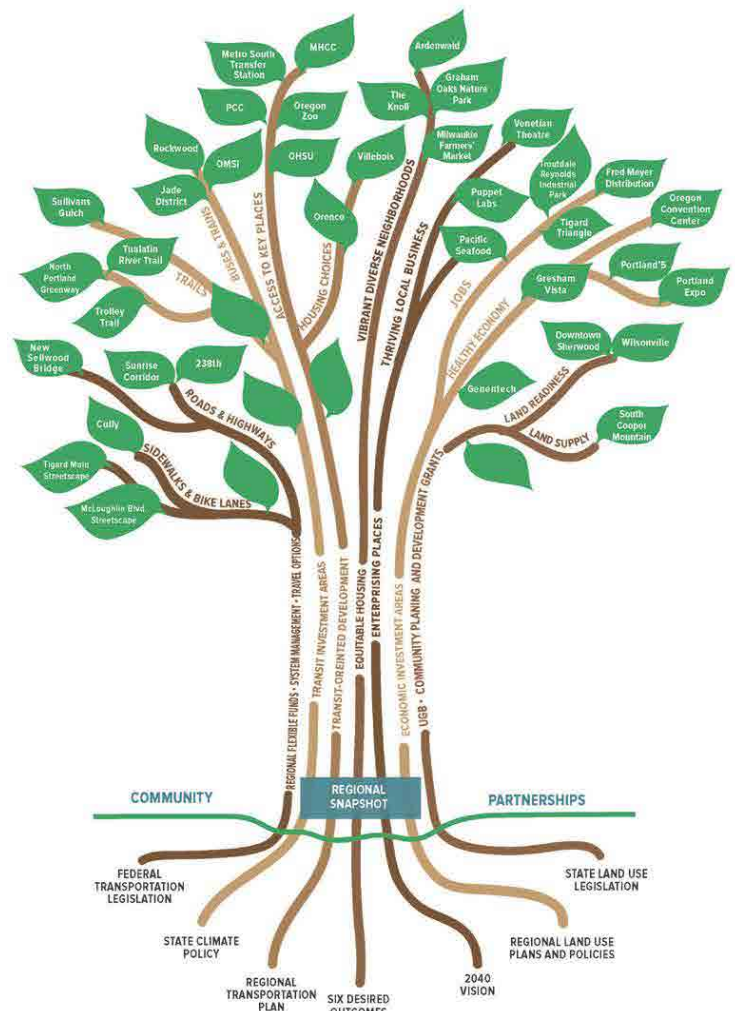 MHCC
Metro South
Transfer
Station
PCC
Oregon
Zoo
OHSU
Rockwood
OMSI
Jade
District
Villebois
Orenco
Ardenwald
Graham
Oaks Nature
Park
The
Knoll
Milwaukie
Farmers'
Market
Venetian
Theatre
Puppet
Labs
Pacific
Seafood
Troutdale
Reynolds
Industrial
Park
Fred Meyer
Distribution
Tigard
Triangle
Oregon
Convention
Center
Portland'5
Portland
Expo
Gresham
Vista
Genentech
Downtown
Sherwood
Wilsonville
South
Cooper
Mountain
Sullivans
Gulch
Tualatin
River Trail
North
Portland
Greenway
Trolley
Trail
New
Sellwood
Bridge
Sunrise
Corridor
238th
Cully
Tigard Main
Streetscape
McLoughlin Blvd
Streetscape
TRAILS
BUSES & TRAINS
ACCESS TO KEY PLACES
HOUSING CHOICES
VIBRANT DIVERSE NEIGHBORHOODS
THRIVING LOCAL BUSINESS
JOBS
HEALTHY ECONOMY
LAND READINESS
LAND SUPPLY
ROADS & HIGHWAYS
SIDEWALKS & BIKE LANES
REGIONAL FLEXIBLE FUNDS • SYSTEM MANAGEMENT • TRAVEL OPTIONS
TRANSIT INVESTMENT AREAS
TRANSIT-OREINTED DEVELOPMENT
EQUITABLE HOUSING
ENTERPRISING PLACES
ECONOMIC INVESTMENT AREAS
UGB • COMMUNITY PLANING AND DEVELOPMENT GRANTS
COMMUNITY
REGIONAL
SNAPSHOT
PARTNERSHIPS
FEDERAL
TRANSPORTATION
LEGISLATION
STATE CLIMATE
POLICY
REGIONAL
TRANSPORTATION
PLAN
SIX DESIRED
OUTCOMES
2040
VISION
REGIONAL LAND USE
PLANS AND POLICIES
STATE LAND USE
LEGISLATION